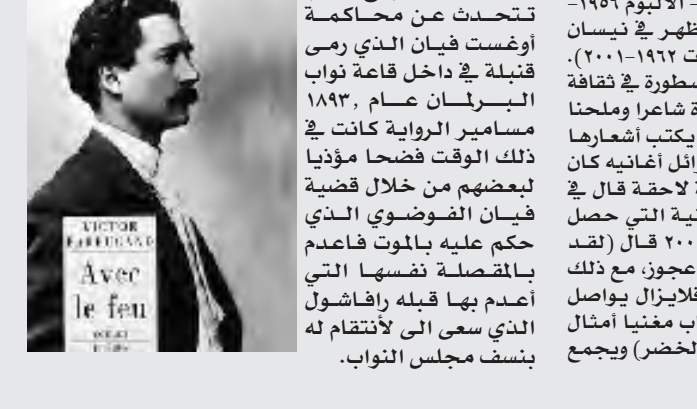 تتحدث عن محاكمة
أوغست فيان الذي رمى
قنبلة في داخل قاعة نواب
البرلمان عام ,١٨٩٣
مسامير الرواية كانت في
ذلك الوقت فضحا مؤذيا
لبعضهم من خلال قضية
فيان الفوضوي الذي
حكم عليه بالموت فاعدم
بالمقصلة نفسها التي
أعدم بها قبله رافاشول
الذي سعى الى لأنتقام له
بنسف مجلس النواب.
- الألبوم ١٩٥٦-
ظهر في نيسان
ت ١٩٦٢-٢٠٠١).
سطورة في ثقافة
ة شاعرا وملحنا
يكتب أشعارها
ائل أغانيه كان
ة لاحقة قال في
نية التي حصل
٢٠٠ قال (لقد
عجوز، مع ذلك
فلايزال يواصل
اب مغنيا أمثال
لخضر) ويجمع
VICTOR
BARRUCAND
Avec
le feu